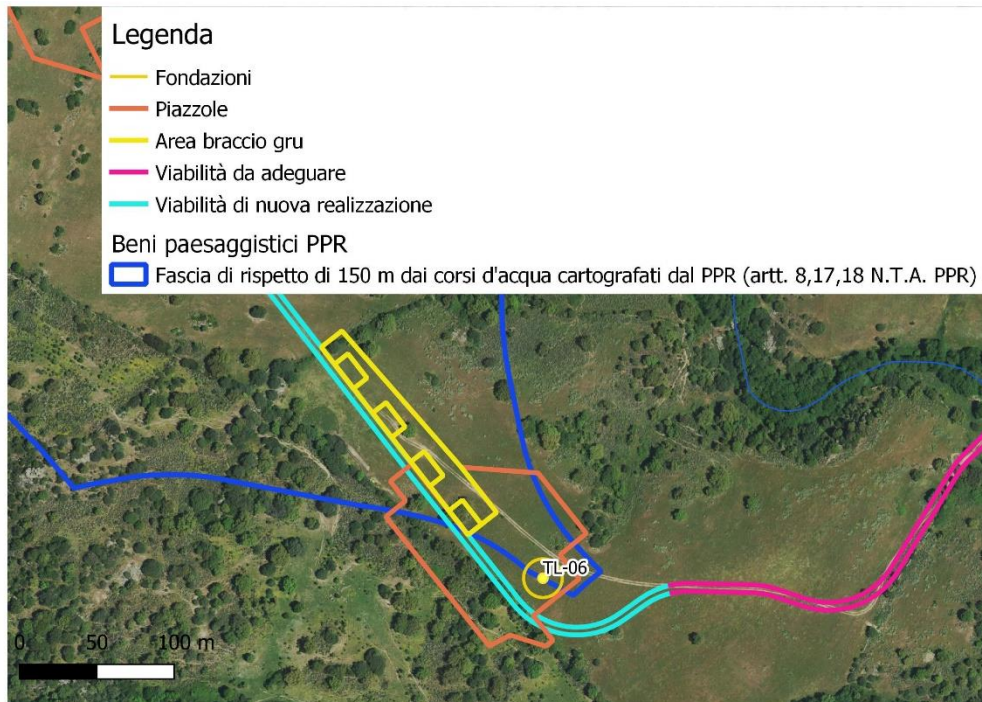 Legenda
Fondazioni
Piazzole
Area braccio gru
Viabilità da adeguare
Viabilità di nuova realizzazione
Beni paesaggistici PPR
Fascia di rispetto di 150 m dai corsi d'acqua cartografati dal PPR (artt. 8,17,18 N.T.A. PPR)
TL-06
0 50 100 m